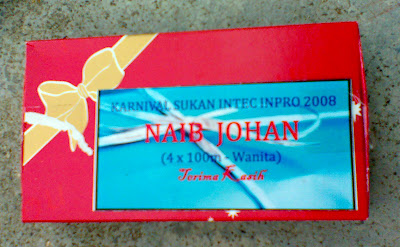 KARNIVAL SUKAN INTEC INPRO 2008
NAIB JOHAN
(4 x 100m - Wanita)
Terima Kasih